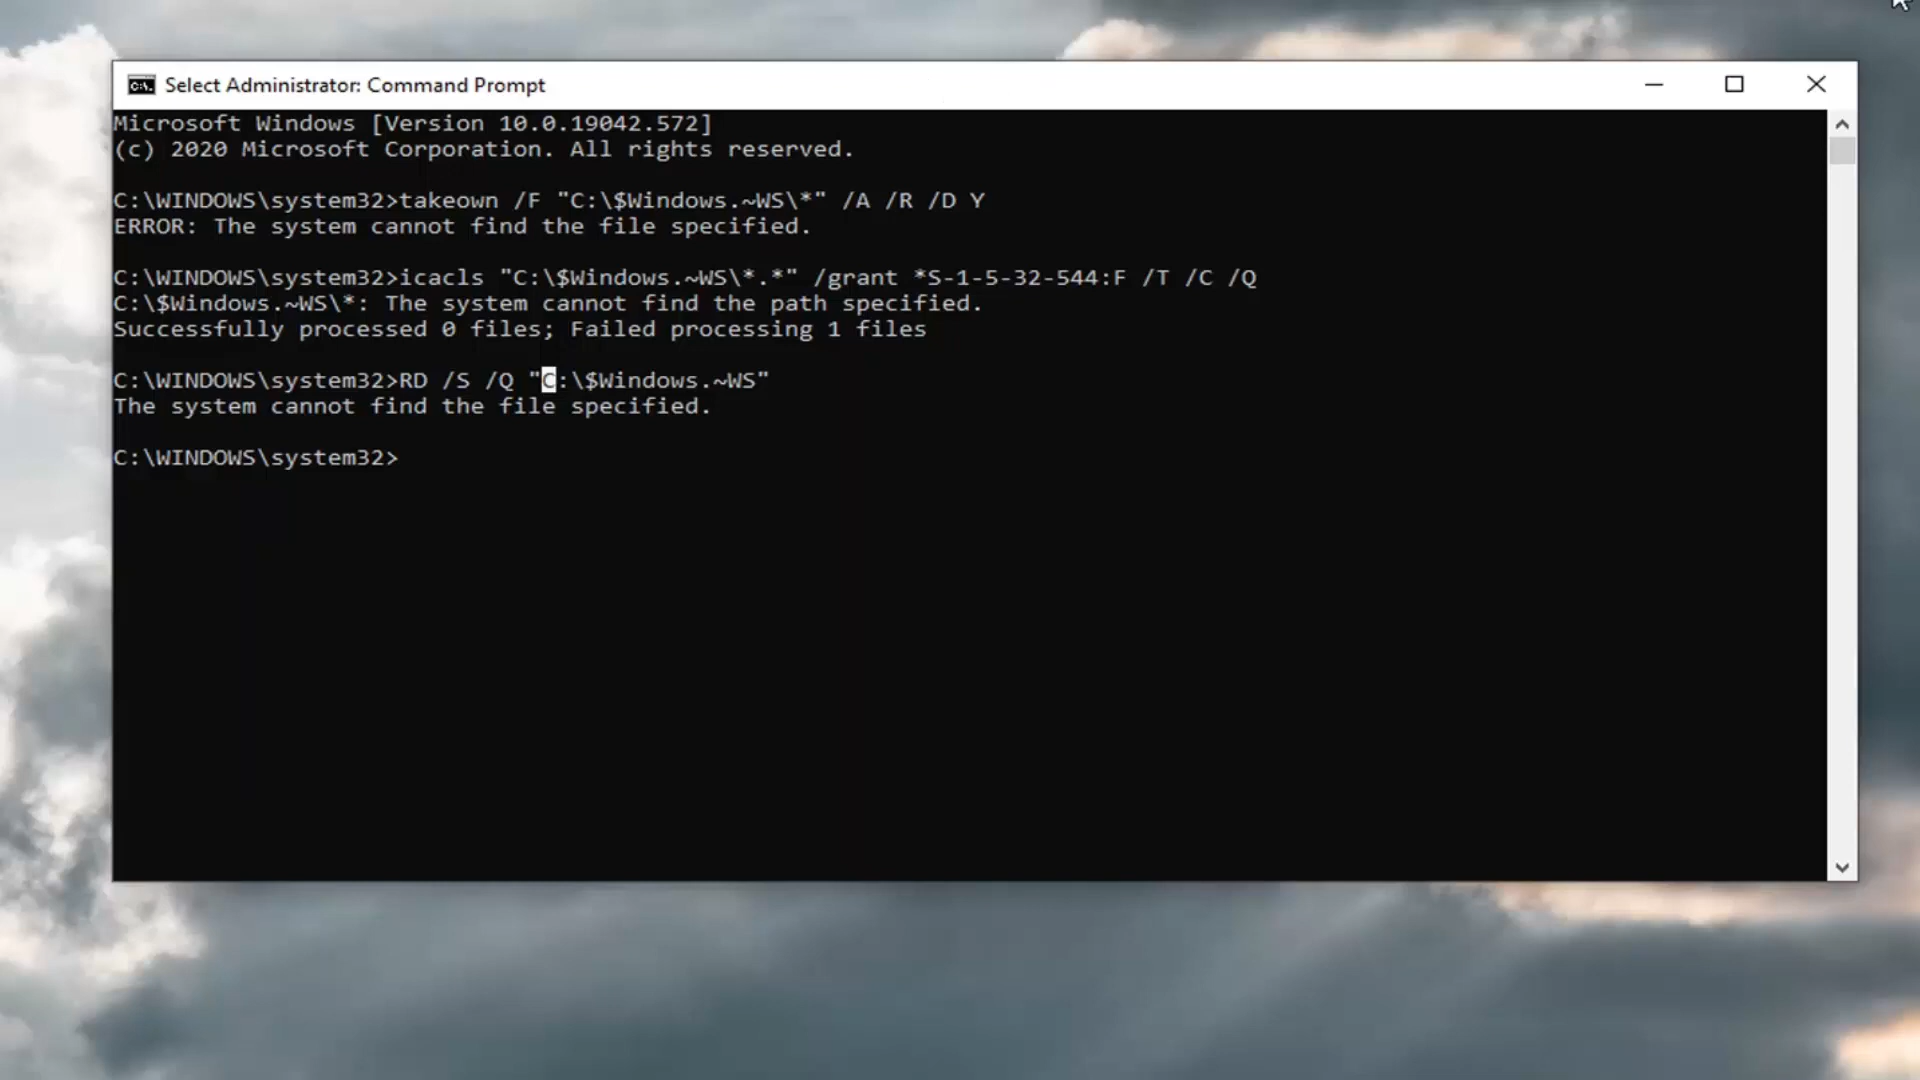 Select Administrator: Command Prompt
Microsoft Windows [Version 10.0.19042.572]
(c) 2020 Microsoft Corporation. All rights reserved.
C:\WINDOWS\system32>takeown /F "C:\$Windows.~WS\*" /A /R /D Y
ERROR: The system cannot find the file specified.
C:\WINDOWS\system32>icacls "C:\$Windows.~WS\*.*" /grant *S-1-5-32-544:F /T /C /Q
C:\$Windows.~WS\*: The system cannot find the path specified.
Successfully processed 0 files; Failed processing 1 files
C:\WINDOWS\system32>RD /S /Q "C:\$Windows.~WS"
The system cannot find the file specified.
C:\WINDOWS\system32>